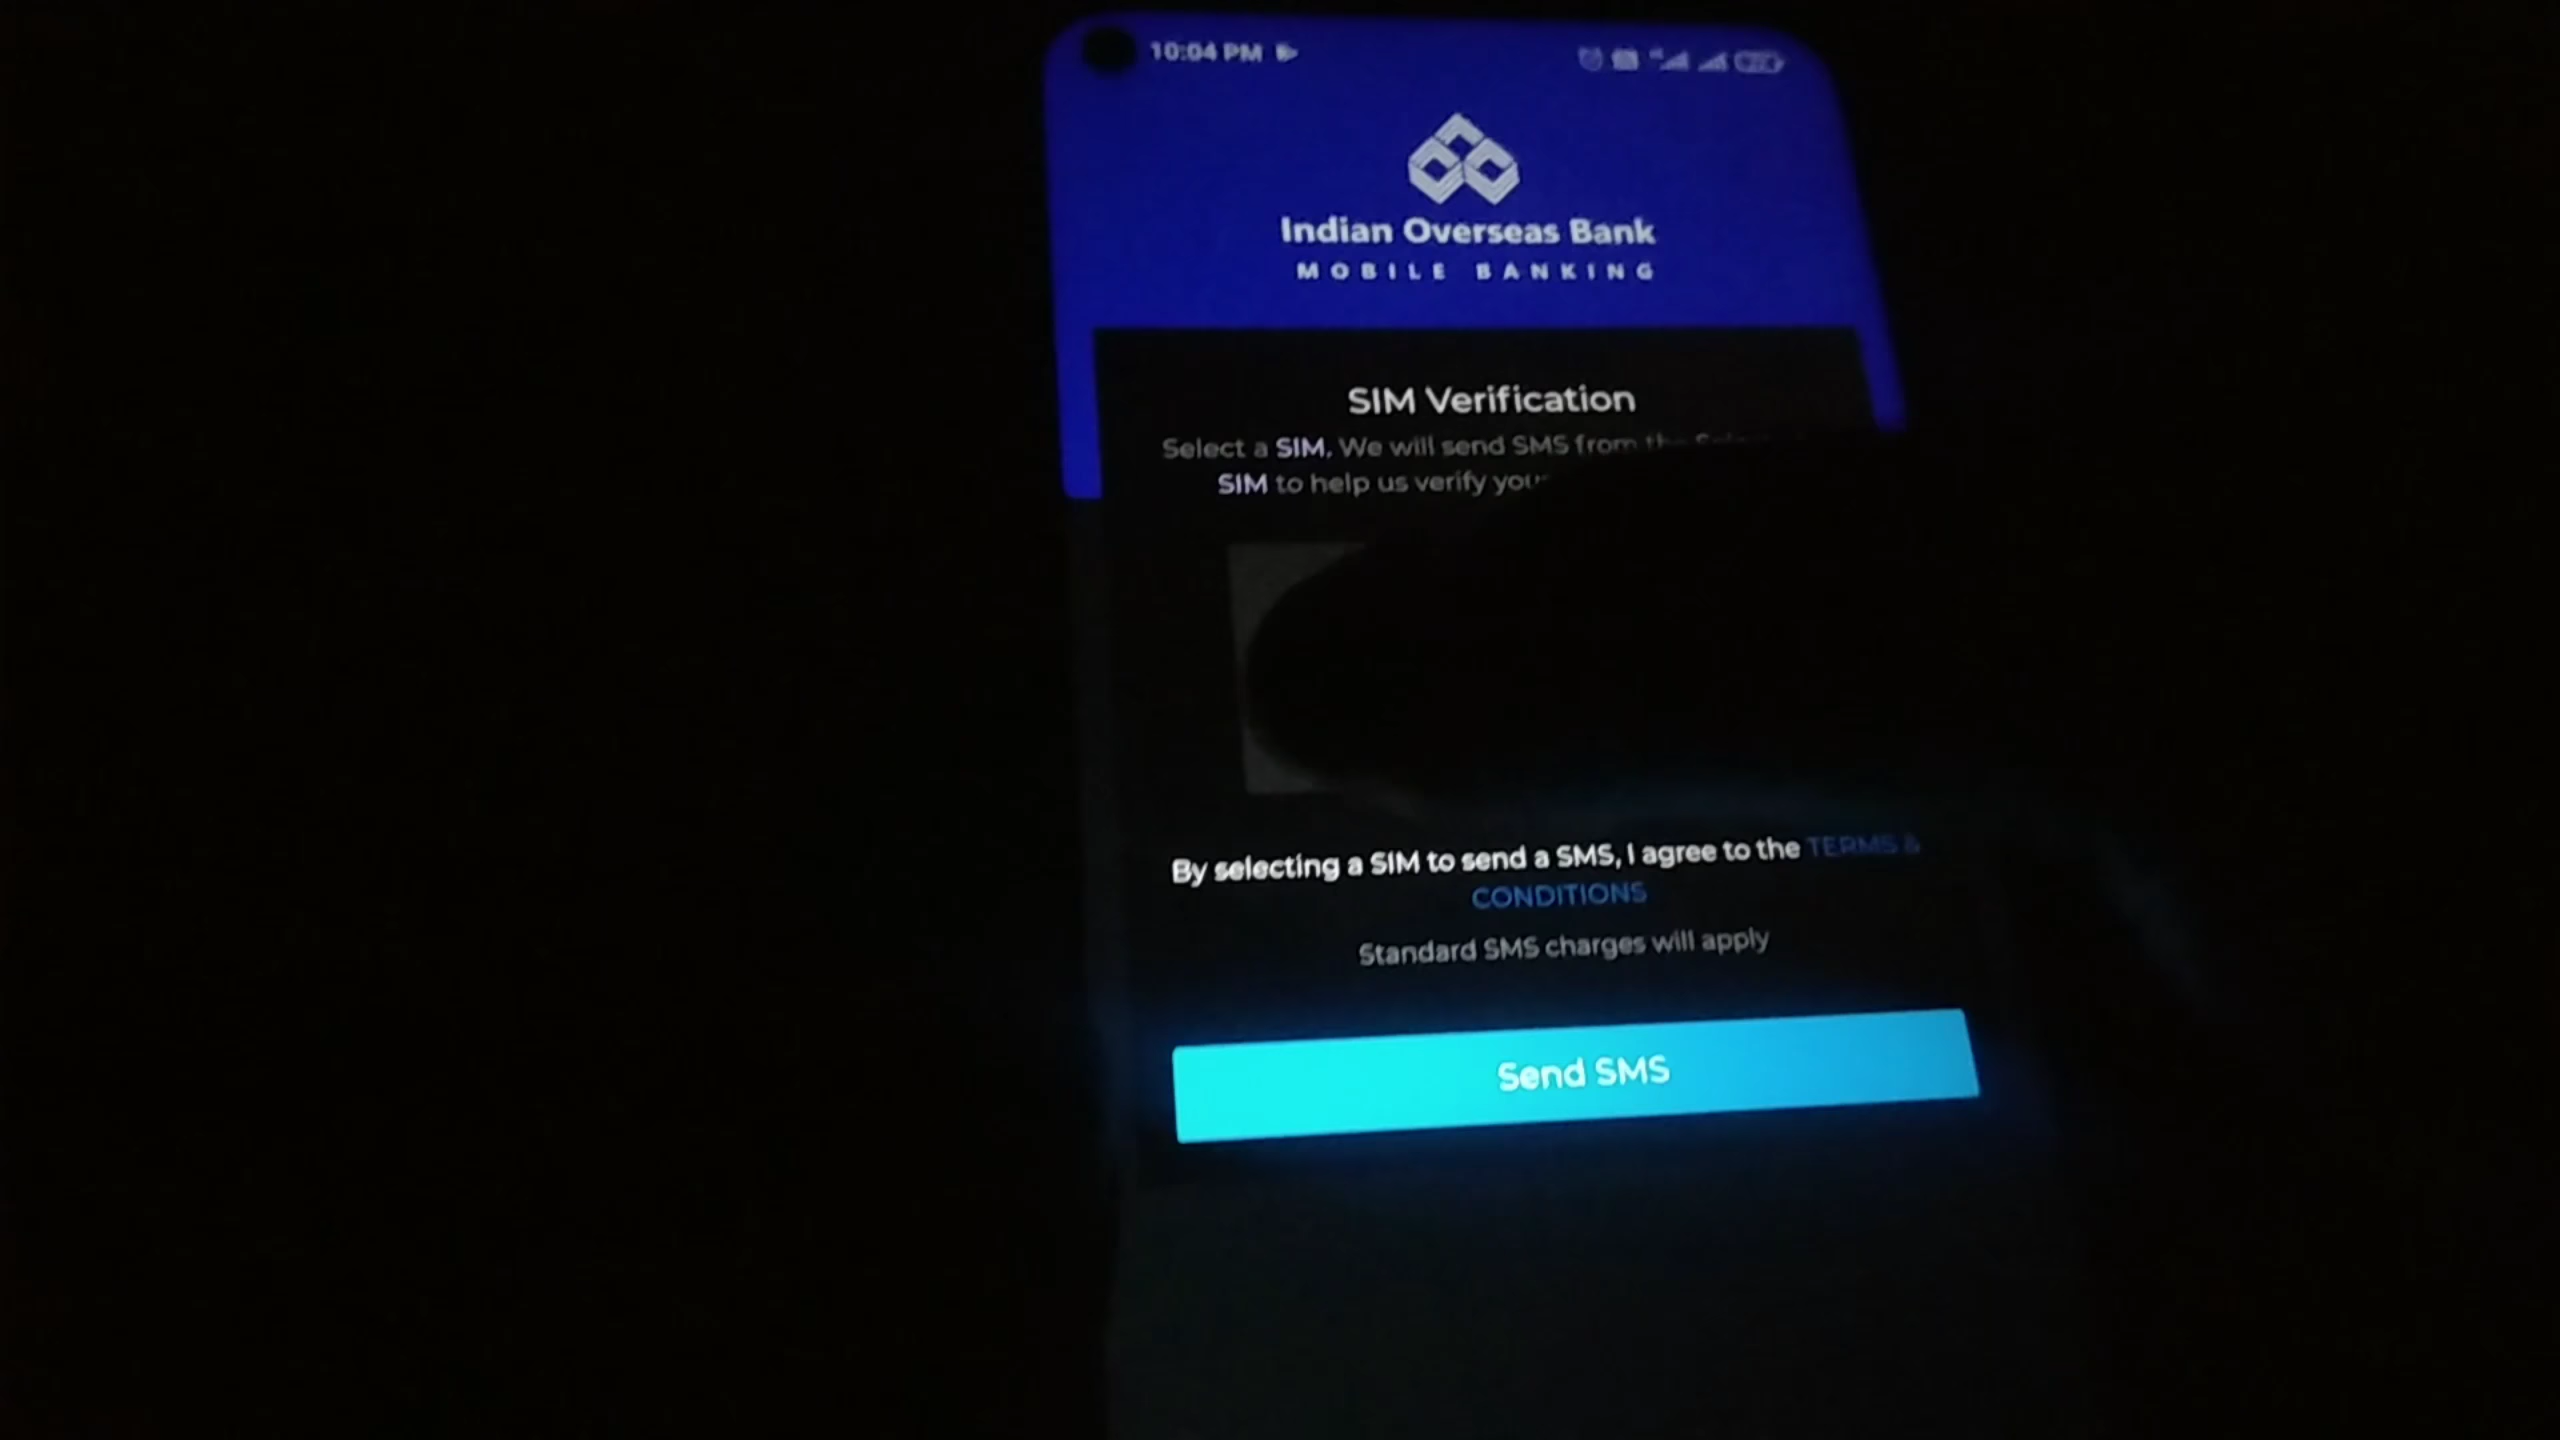 10:04 PM
Indian Overseas Bank
MOBILE BANKING
SIM Verification
Select a SIM, We will send SMS from
SIM to help us verify
By selecting a SIM to send a SMS, I agree to the TERMS &
CONDITIONS
Standard SMS charges will apply
Send SMS